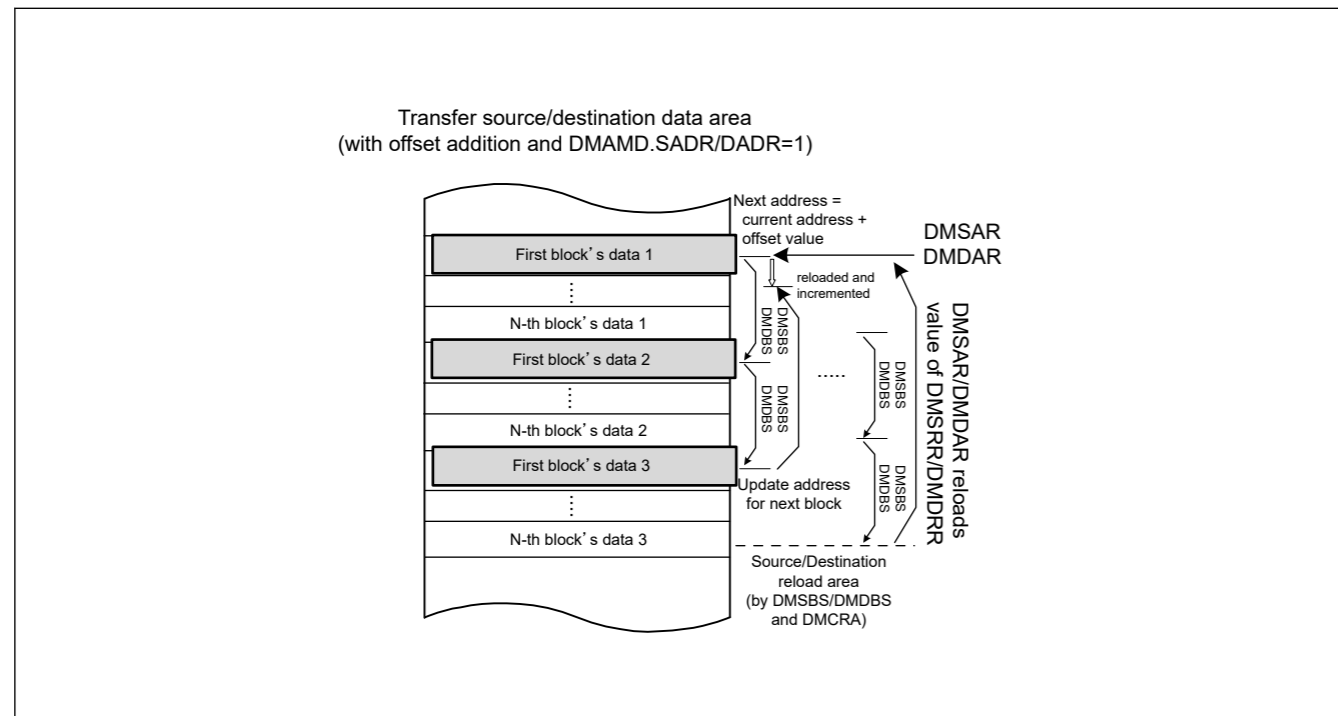 Transfer source/destination data area
(with offset addition and DMAMD.SADR/DADR=1)
Next address =
current address +
offset value
DMSAR
DMDAR
First block’s data 1
reloaded and
incremented
N-th block’s data 1
First block’s data 2
N-th block’s data 2
First block’s data 3
N-th block’s data 3
DMSBS
DMDBS
DMSBS
DMDBS
.....
DMSBS
DMDBS
DMSBS
DMDBS
DMSAR/DMDAR reloads
value of DMSRR/DMDRR
Update address
for next block
Source/Destination
reload area
(by DMSBS/DMDBS
and DMCRA)